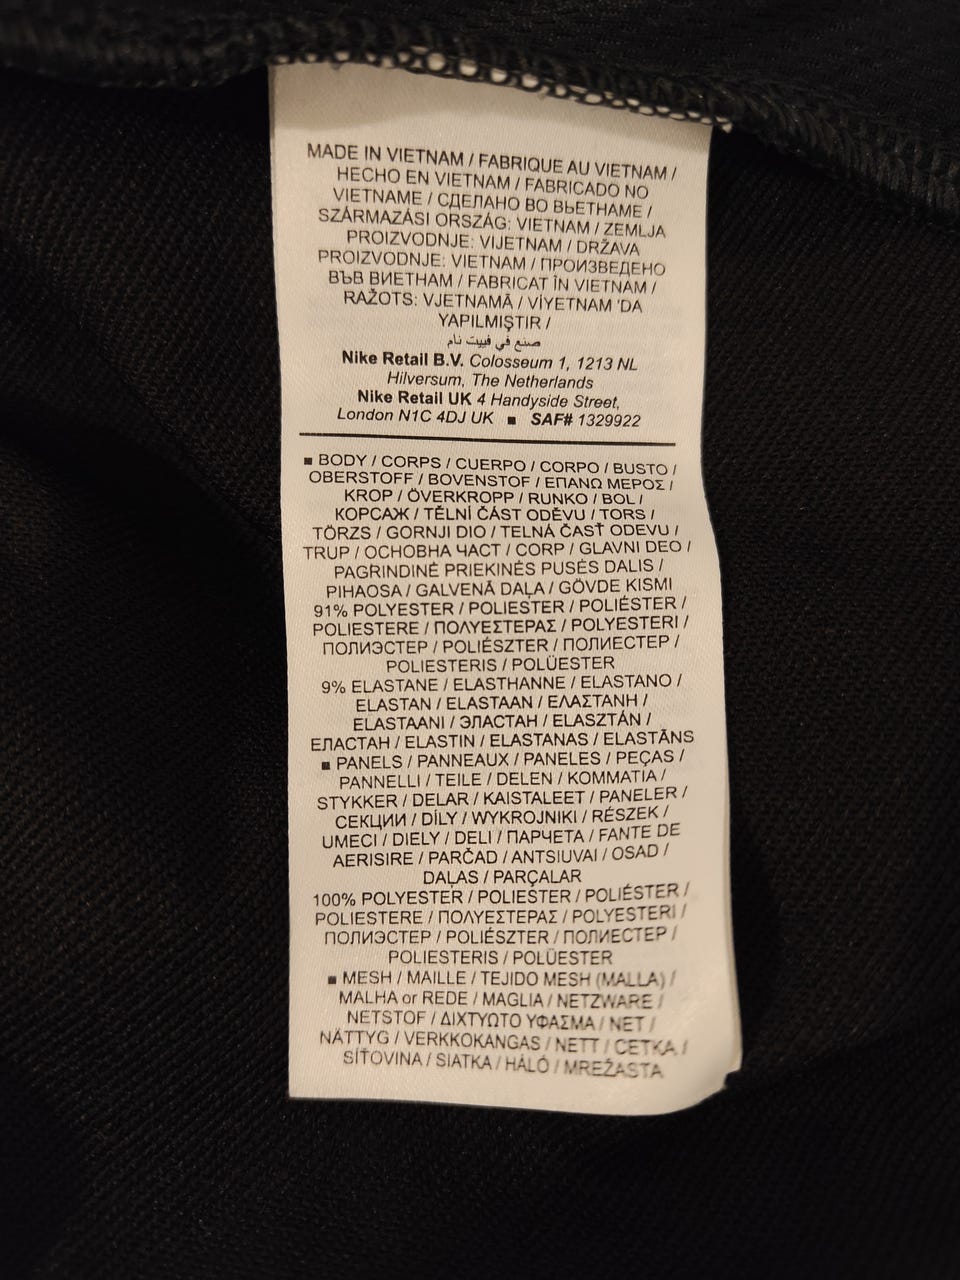 MADE IN VIETNAM / FABRIQUE AU VIETNAM /
HECHO EN VIETNAM / FABRICADO NO
VIETNAME / СДЕЛАНО ВО ВЬЕТНАМЕ /
SZÁRMAZÁSI ORSZÁG: VIETNAM / ZEMLJA
PROIZVODNJE: VIJETNAM / DRŽAVA
PROIZVODNJE: VIETNAM / ПРОИЗВЕДЕНО
ВЪВ ВИЕТНАМ / FABRICAT ÎN VIETNAM /
RAŽOTS: VJETNAMĀ / VİYETNAM 'DA
YAPILMIŞTIR /
صنع في فييت نام
Nike Retail B.V. Colosseum 1, 1213 NL
Hilversum, The Netherlands
Nike Retail UK 4 Handyside Street,
London N1C 4DJ UK ■ SAF# 1329922
■ BODY / CORPS / CUERPO / CORPO / BUSTO /
OBERSTOFF / BOVENSTOF / ΕΠΑΝΩ ΜΕΡΟΣ /
KROP / ÖVERKROPP / RUNKO / BOL /
КОРСАЖ / TĚLNÍ ČÁST ODĚVU / TORS /
TÖRZS / GORNJI DIO / TELNÁ ČASŤ ODEVU /
TRUP / ОСНОВНА ЧАСТ / CORP / GLAVNI DEO /
PAGRINDINĖ PRIEKINĖS PUSĖS DALIS /
PIHAOSA / GALVENĀ DAĻA / GÖVDE KISMI
91% POLYESTER / POLIESTER / POLIÉSTER /
POLIESTERE / ΠΟΛΥΕΣΤΕΡΑΣ / POLYESTERI /
ПОЛИЭСТЕР / POLIÉSZTER / ПОЛИЕСТЕР /
POLIESTERIS / POLÜESTER
9% ELASTANE / ELASTHANNE / ELASTANO /
ELASTAN / ELASTAAN / ΕΛΑΣΤΑΝΗ /
ELASTAANI / ЭЛАСТАН / ELASZTÁN /
ЕЛАСТАН / ELASTIN / ELASTANAS / ELASTĀNS
■ PANELS / PANNEAUX / PANELES / PEÇAS /
PANNELLI / TEILE / DELEN / ΚΟΜΜΑΤΙΑ /
STYKKER / DELAR / KAISTALEET / PANELER /
СЕКЦИИ / DÍLY / WYKROJNIKI / RÉSZEK /
UMECI / DIELY / DELI / ПАРЧЕТА / FANTE DE
AERISIRE / PARČAD / ANTSIUVAI / OSAD /
DAĻAS / PARÇALAR
100% POLYESTER / POLIESTER / POLIÉSTER /
POLIESTERE / ΠΟΛΥΕΣΤΕΡΑΣ / POLYESTERI /
ПОЛИЭСТЕР / POLIÉSZTER / ПОЛИЕСТЕР /
POLIESTERIS / POLÜESTER
■ MESH / MAILLE / TEJIDO MESH (MALLA) /
MALHA or REDE / MAGLIA / NETZWARE /
NETSTOF / ΔΙΧΤΥΩΤΟ ΥΦΑΣΜΑ / NET /
NÄTTYG / VERKKOKANGAS / NETT / СЕТКА /
SÍŤOVINA / SIATKA / HÁLÓ / MREŽASTA